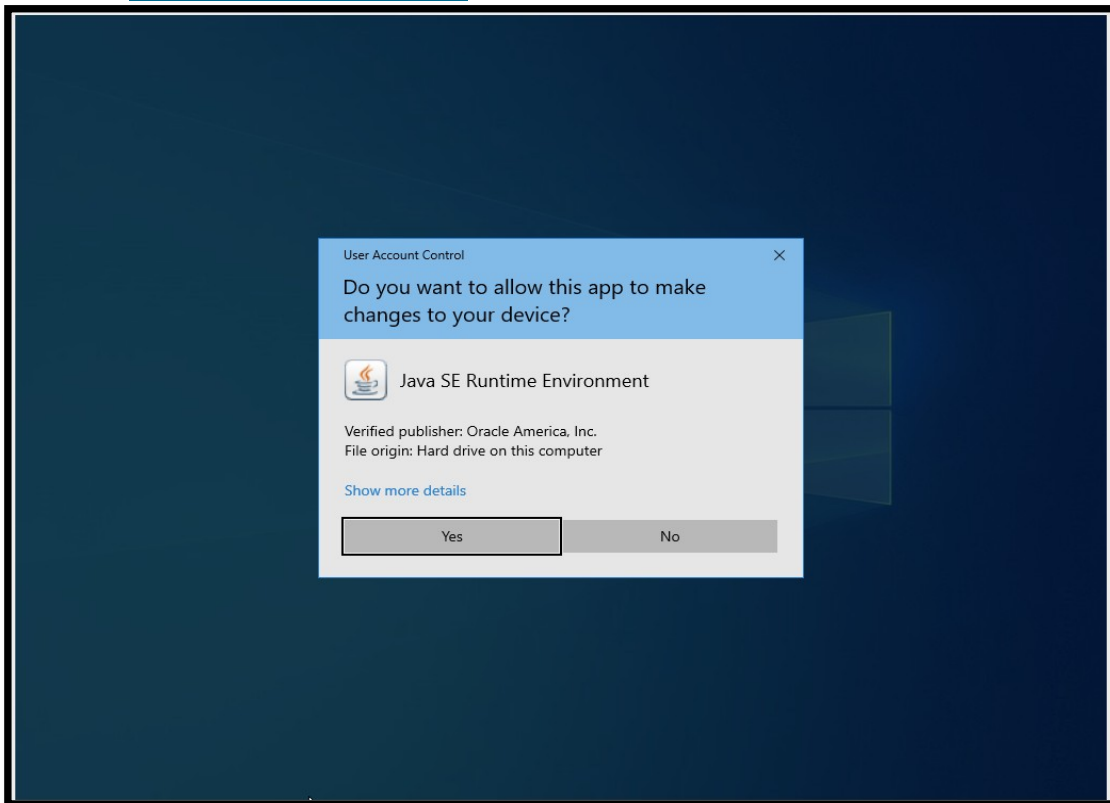 User Account Control
Do you want to allow this app to make
changes to your device?
Java SE Runtime Environment
Verified publisher: Oracle America, Inc.
File origin: Hard drive on this computer
Show more details
Yes No